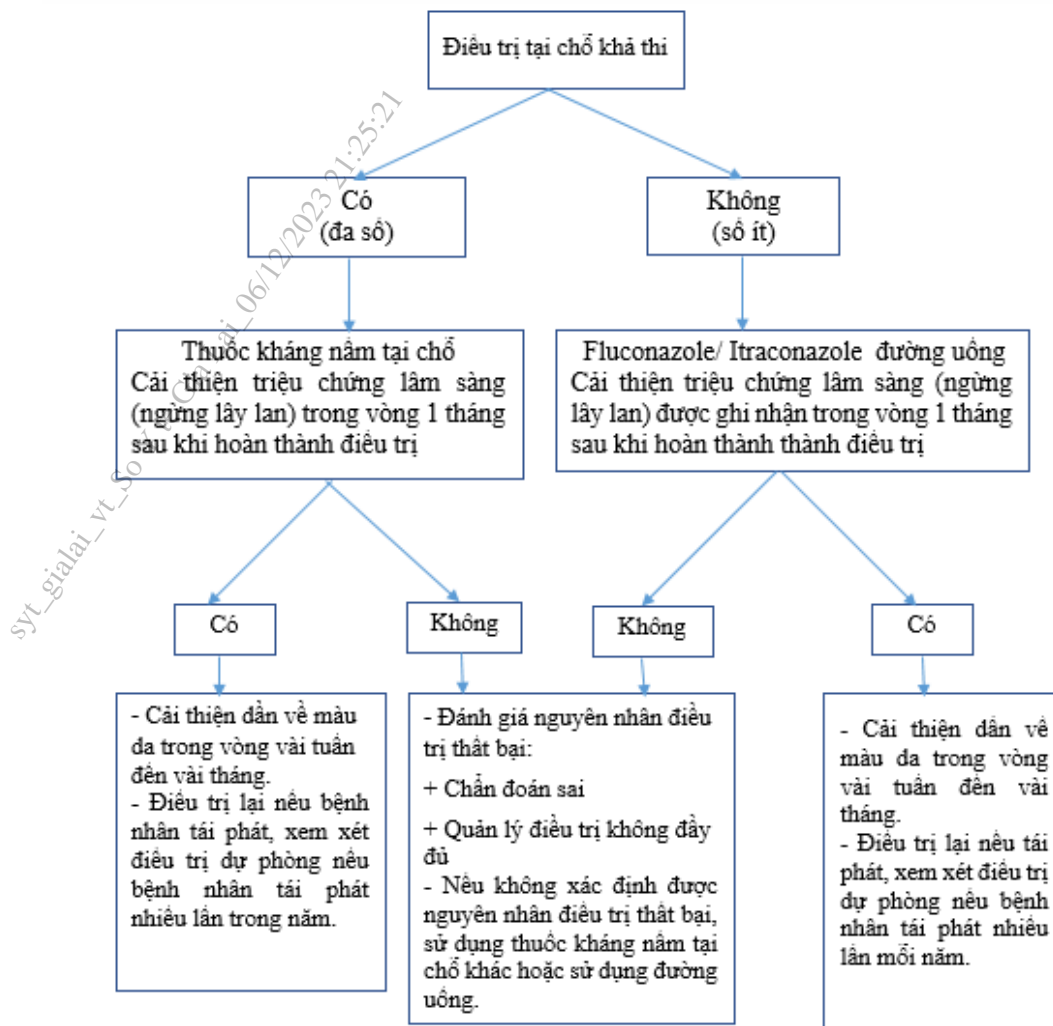 Điều trị tại chổ khả thi
Có
(đa số)
Không
(số ít)
Thuốc kháng nấm tại chổ
Cải thiện triệu chứng lâm sàng
(ngừng lây lan) trong vòng 1 tháng
sau khi hoàn thành điều trị
Fluconazole/ Itraconazole đường uống
Cải thiện triệu chứng lâm sàng (ngừng
lây lan) được ghi nhận trong vòng 1 tháng
sau khi hoàn thành thành điều trị
Có
Không
Không
Có
- Cải thiện dần về màu
da trong vòng vài tuần
đến vài tháng.
- Điều trị lại nếu bệnh
nhân tái phát, xem xét
điều trị dự phòng nếu
bệnh nhân tái phát
nhiều lần trong năm.
- Đánh giá nguyên nhân điều
trị thất bại:
+ Chẩn đoán sai
+ Quản lý điều trị không đầy
đủ
- Nếu không xác định được
nguyên nhân điều trị thất bại,
sử dụng thuốc kháng nấm tại
chổ khác hoặc sử dụng đường
uống.
- Cải thiện dần về
màu da trong vòng
vài tuần đến vài
tháng.
- Điều trị lại nếu tái
phát, xem xét điều trị
dự phòng nếu bệnh
nhân tái phát nhiều
lần mỗi năm.
syt_gialai_vt_So 06/12/2023 21:25:21